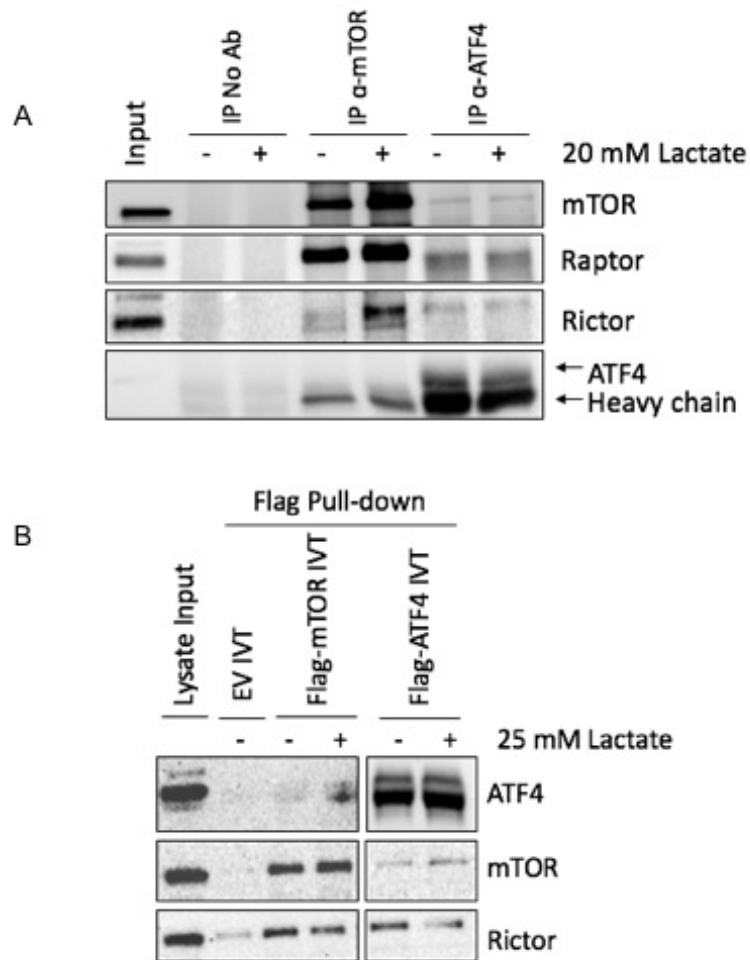 A
Input
IP No Ab
IP α-mTOR
IP α-ATF4
- + - + - + 20 mM Lactate
mTOR
Raptor
Rictor
ATF4
Heavy chain
B
Flag Pull-down
Lysate Input
EV IVT
Flag-mTOR IVT
Flag-ATF4 IVT
- - + - + 25 mM Lactate
ATF4
mTOR
Rictor